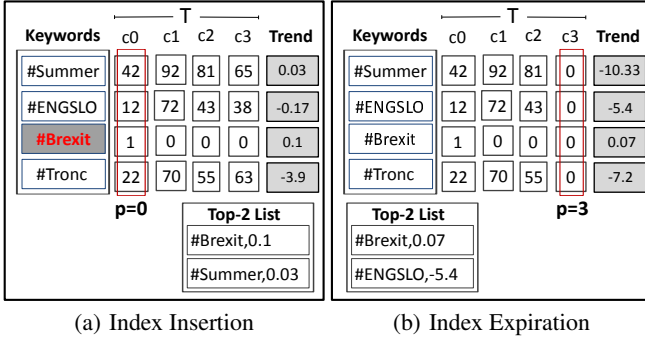 T
Keywords c0 c1 c2 c3 Trend
#Summer 42 92 81 65 0.03
#ENGSLO 12 72 43 38 -0.17
#Brexit 1 0 0 0 0.1
#Tronc 22 70 55 63 -3.9
p=0
Top-2 List
#Brexit,0.1
#Summer,0.03
(a) Index Insertion
T
Keywords c0 c1 c2 c3 Trend
#Summer 42 92 81 0 -10.33
#ENGSLO 12 72 43 0 -5.4
#Brexit 1 0 0 0 0.07
#Tronc 22 70 55 0 -7.2
p=3
Top-2 List
#Brexit,0.07
#ENGSLO,-5.4
(b) Index Expiration